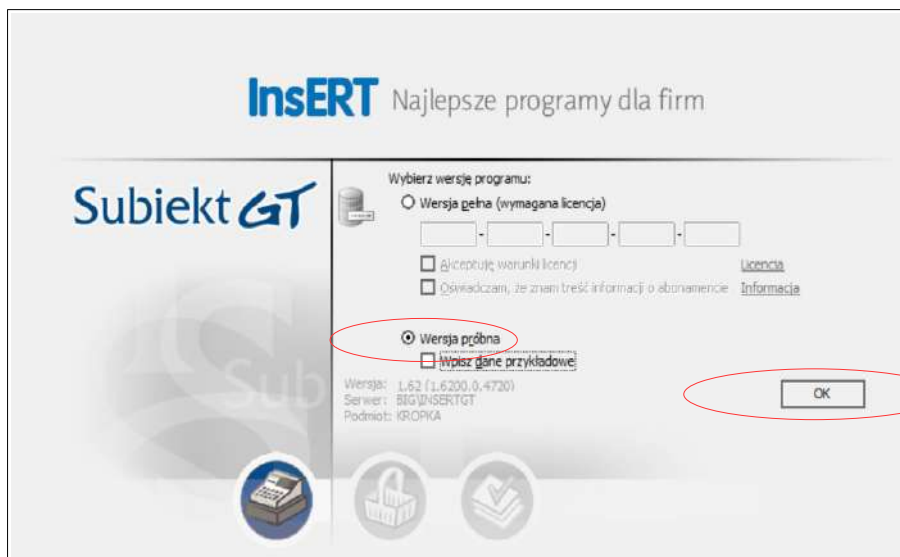 InsERT Najlepsze programy dla firm
Subiekt GT
Wybierz wersję programu:
Wersja pełna (wymagana licencja)
- - - -
Akceptuję warunki licencji Licencja
Oświadczam, że znam treść informacji o abonamencie Informacja
Wersja próbna
Wpisz dane przykładowe
Wersja: 1.62 (1.6200.0.4720)
Serwer: BIG\INSERTGT
Podmiot: KROPKA
OK
Sub